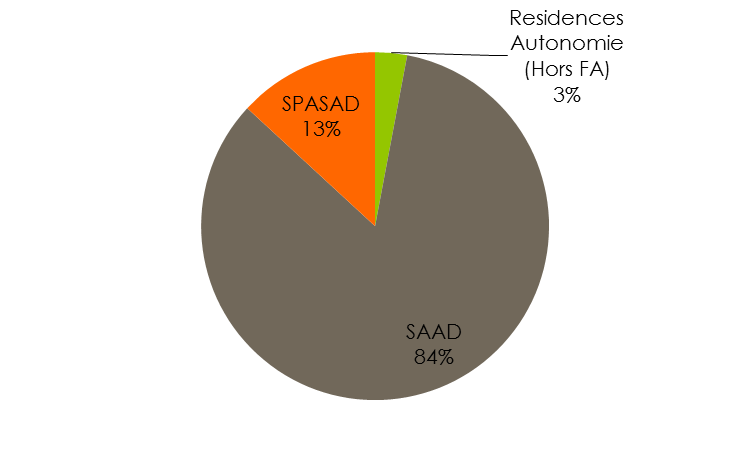 Residences
Autonomie
(Hors FA)
3%
SPASAD
13%
SAAD
84%